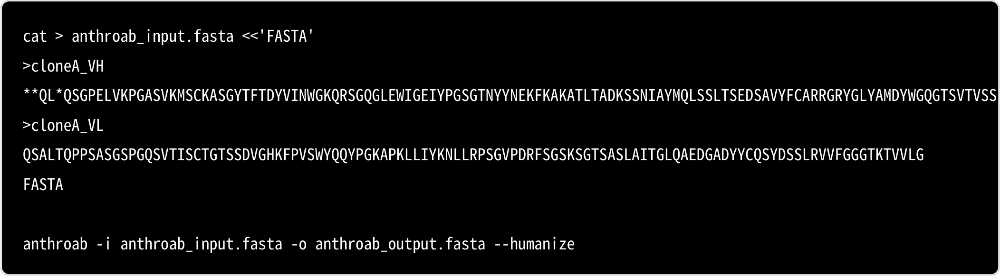 cat > anthroab_input.fasta <<'FASTA'
>cloneA_VH
**QL*QSGPELVKPGASVKMSCKASGYTFTDYVINWGKQRSGQGLEWIGEIYPGSGTNYYNEKFKAKATLTADKSSNIAYMQLSSLTSEDSAVYFCARRGRYGLYAMDYWGQGTSVTVSS
>cloneA_VL
QSALTQPPSASGSPGQSVTISCTGTSSDVGHKFPVSWYQQYPGKAPKLLIYKNLLRPSGVPDRFSGSKSGTSASLAITGLQAEDGADYYCQSYDSSLRVVFGGGTKTVVLG
FASTA
anthroab -i anthroab_input.fasta -o anthroab_output.fasta --humanize